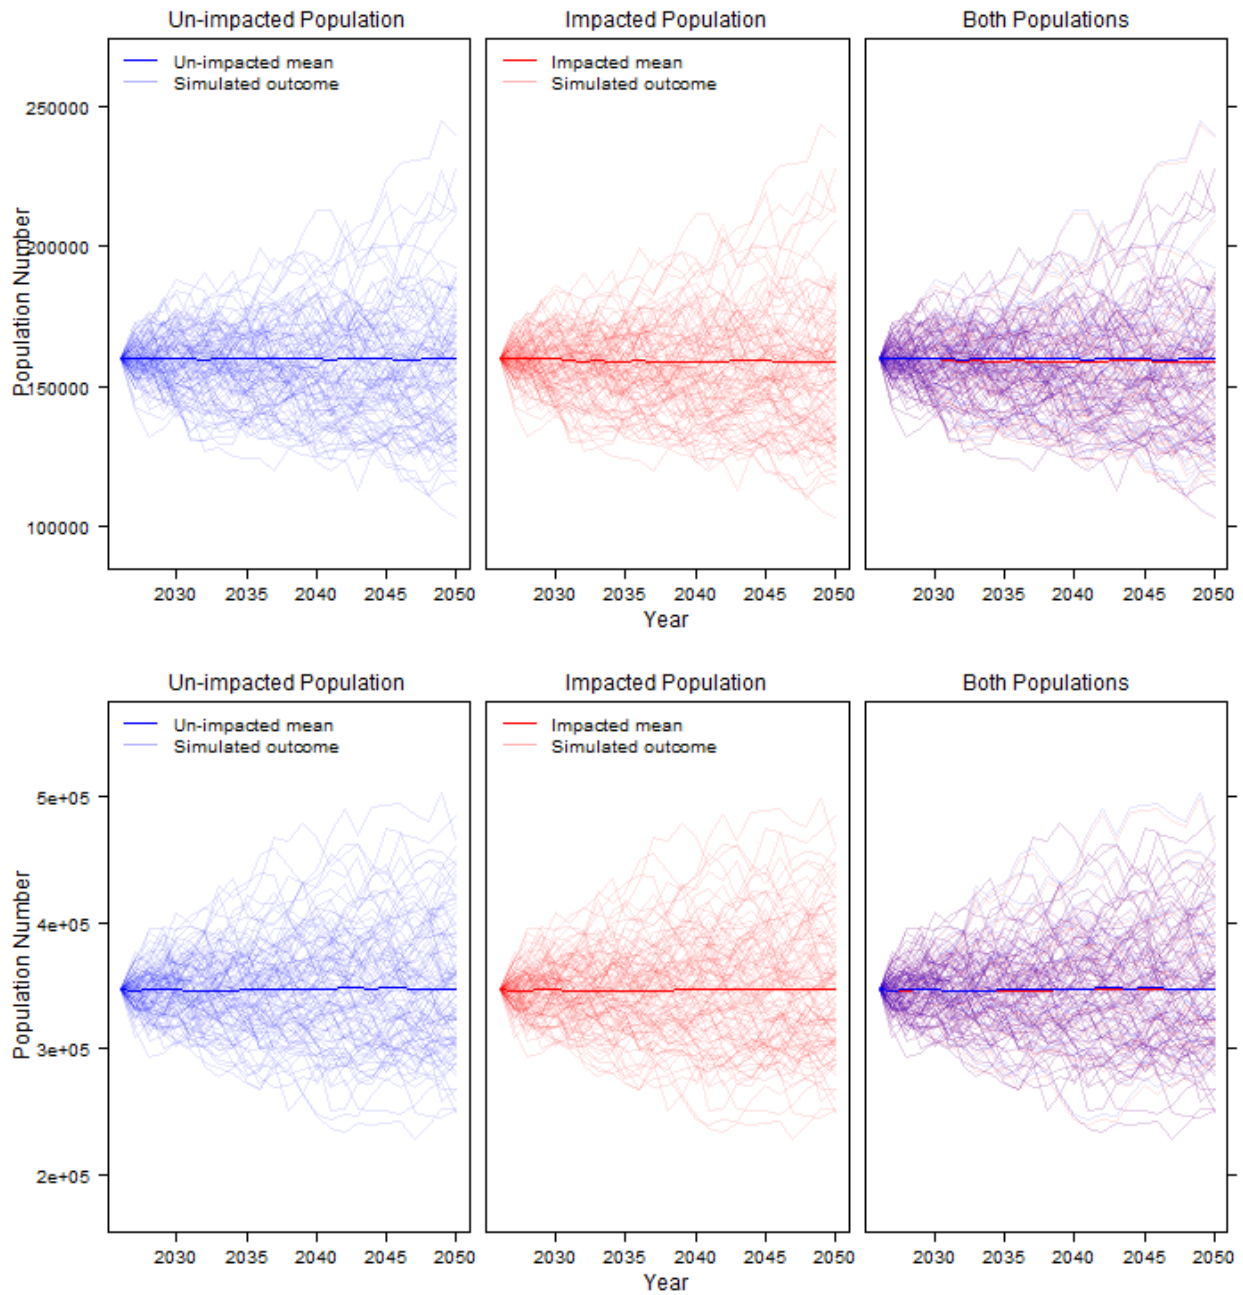 Un-impacted Population
Impacted Population
Both Populations
Un-impacted mean
Simulated outcome
Impacted mean
Simulated outcome
Population Number
250000
200000
150000
100000
2030 2035 2040 2045 2050
2030 2035 2040 2045 2050
2030 2035 2040 2045 2050
Year
Un-impacted Population
Impacted Population
Both Populations
Un-impacted mean
Simulated outcome
Impacted mean
Simulated outcome
Population Number
5e+05
4e+05
3e+05
2e+05
2030 2035 2040 2045 2050
2030 2035 2040 2045 2050
2030 2035 2040 2045 2050
Year